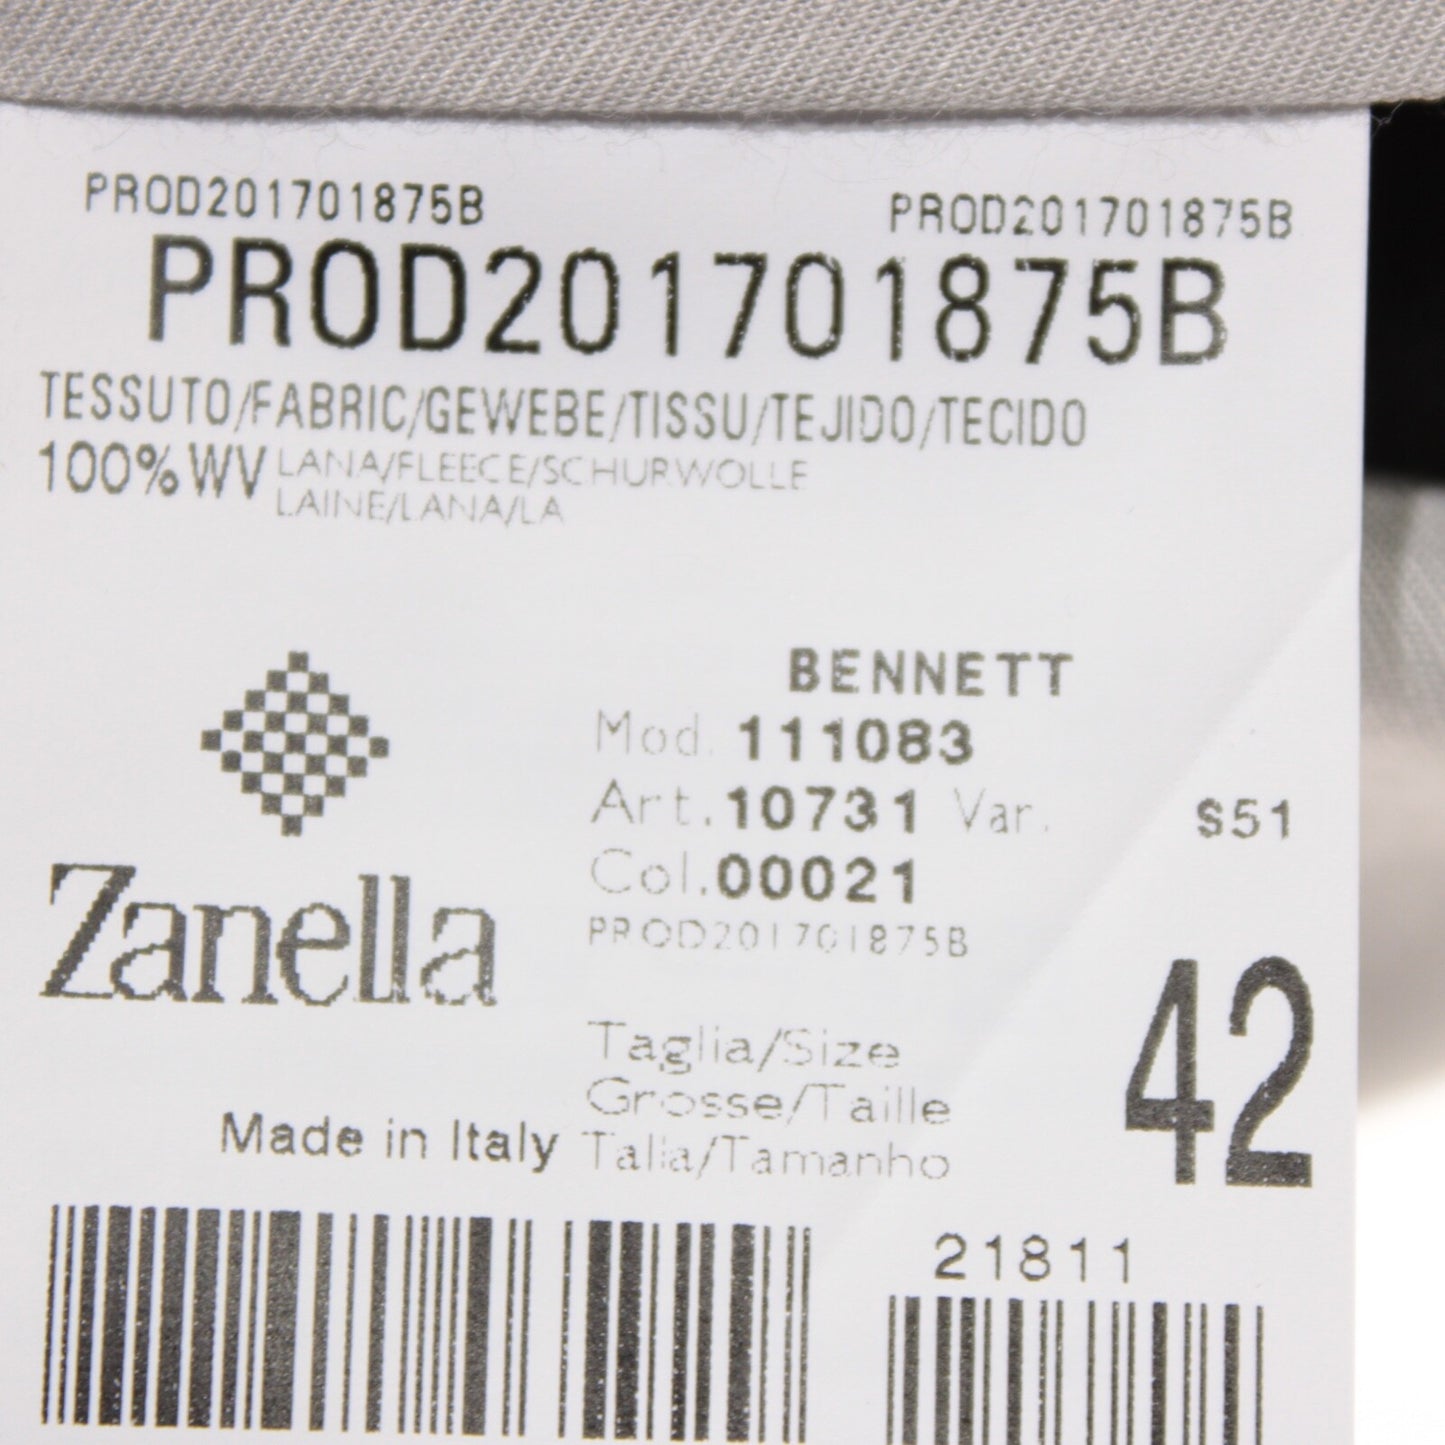 PROD201701875B PROD201701875B
PROD201701875B
TESSUTO/FABRIC/GEWEBE/TISSU/TEJIDO/TECIDO
100% WV LANA/FLEECE/SCHURWOLLE
LAINE/LANA/LA
BENNETT
Mod. 111083
Art. 10731 Var. S51
Col. 00021
PROD201701875B
Zanella
Taglia/Size
Grosse/Taille
Talla/Tamanho
42
Made in Italy
21811